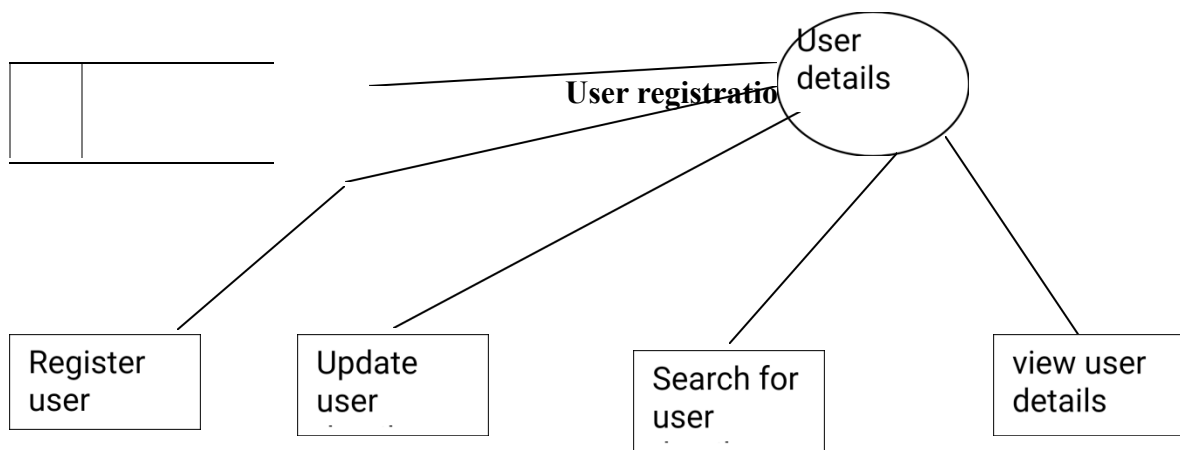 User
details
User registratio
Register
user
Update
user
Search for
user
view user
details